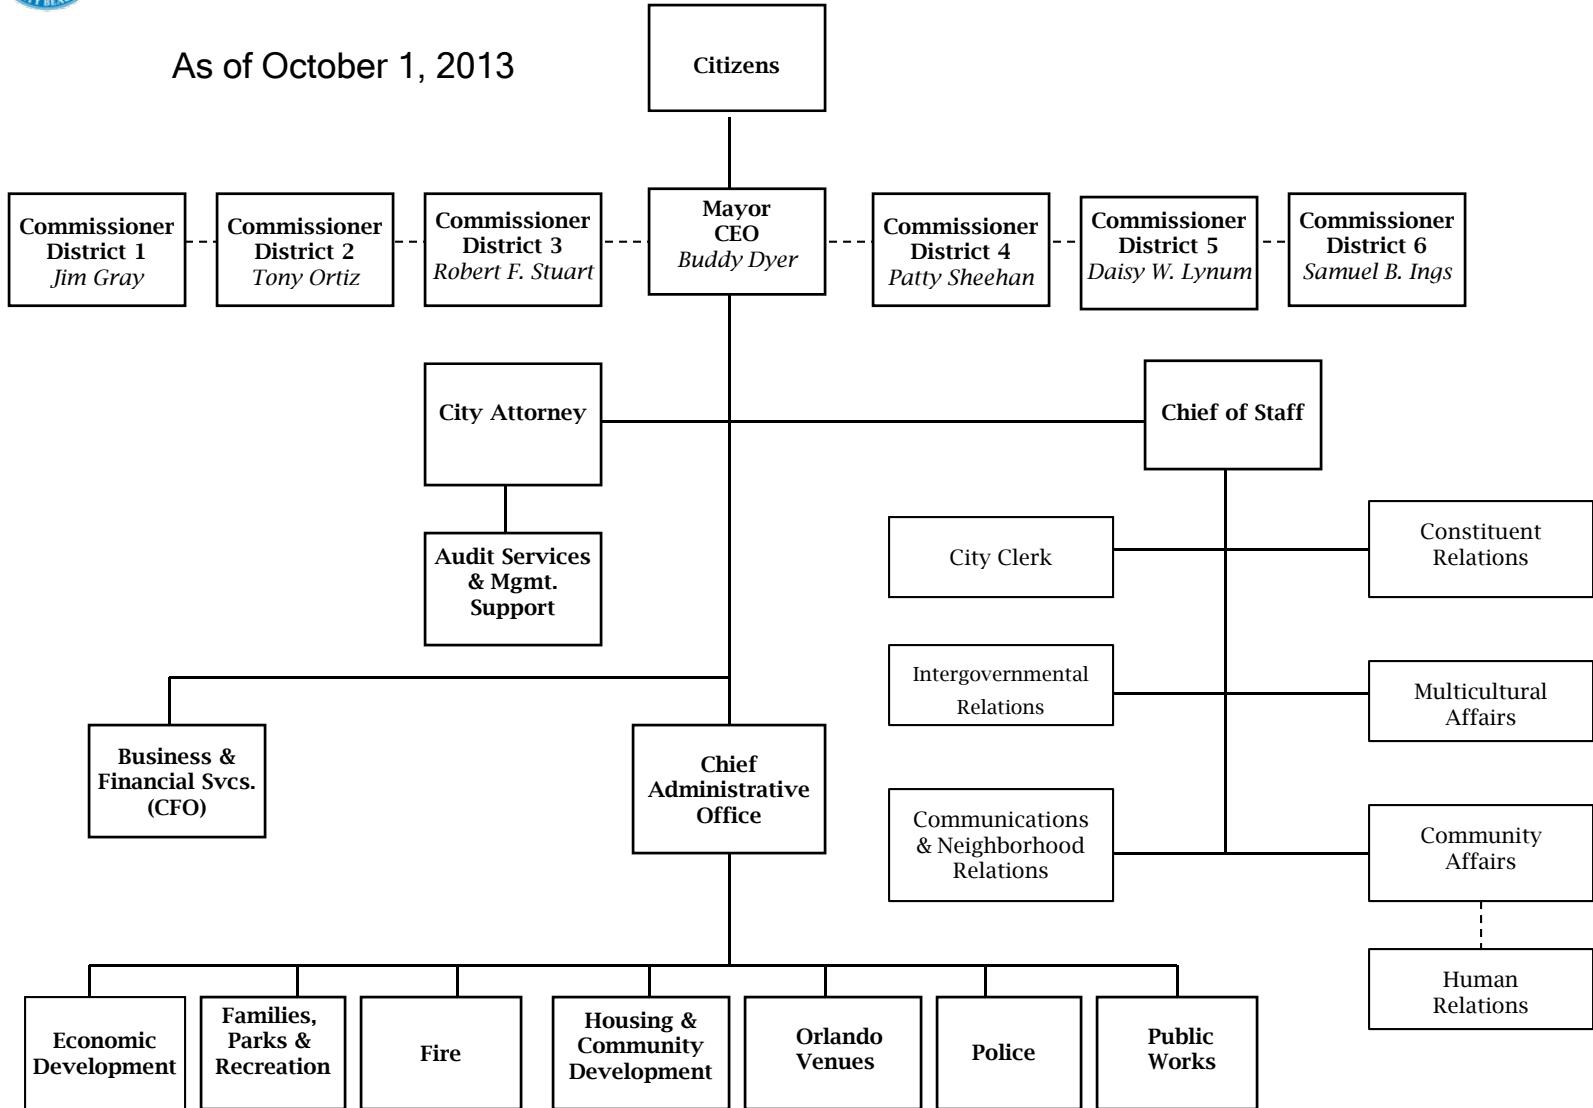 As of October 1, 2013
Citizens
Commissioner
District 1
Jim Gray
Commissioner
District 2
Tony Ortiz
Commissioner
District 3
Robert F. Stuart
Mayor
CEO
Buddy Dyer
Commissioner
District 4
Patty Sheehan
Commissioner
District 5
Daisy W. Lynum
Commissioner
District 6
Samuel B. Ings
City Attorney
Chief of Staff
Audit Services
& Mgmt.
Support
City Clerk
Constituent
Relations
Intergovernmental
Relations
Multicultural
Affairs
Business &
Financial Svcs.
(CFO)
Chief
Administrative
Office
Communications
& Neighborhood
Relations
Community
Affairs
Human
Relations
Economic
Development
Families,
Parks &
Recreation
Fire
Housing &
Community
Development
Orlando
Venues
Police
Public
Works